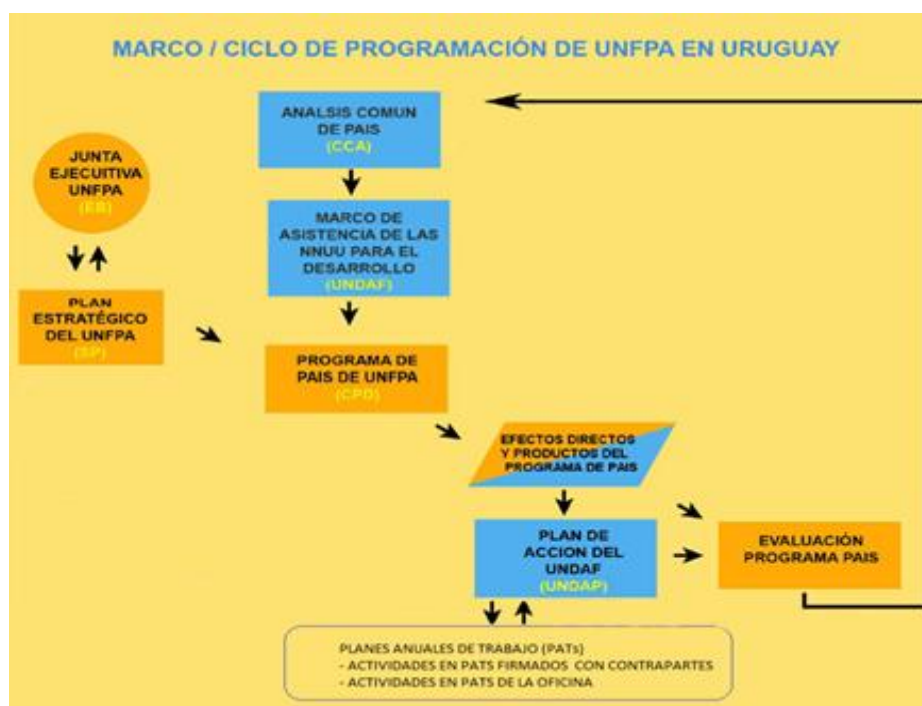 MARCO / CICLO DE PROGRAMACIÓN DE UNFPA EN URUGUAY
ANALSIS COMUN
DE PAIS
(CCA)
JUNTA
EJECUITIVA
UNFPA
(EB)
MARCO DE
ASISTENCIA DE LAS
NNUU PARA EL
DESARROLLO
(UNDAF)
PLAN
ESTRATÉGICO
DEL UNFPA
(SP)
PROGRAMA DE
PAIS DE UNFPA
(CPD)
EFECTOS DIRECTOS
Y PRODUCTOS DEL
PROGRAMA DE PAIS
PLAN DE
ACCION DEL
UNDAF
(UNDAP)
EVALUACIÓN
PROGRAMA PAIS
PLANES ANUALES DE TRABAJO (PATs)
- ACTIVIDADES EN PATS FIRMADOS CON CONTRAPARTES
- ACTIVIDADES EN PATS DE LA OFICINA